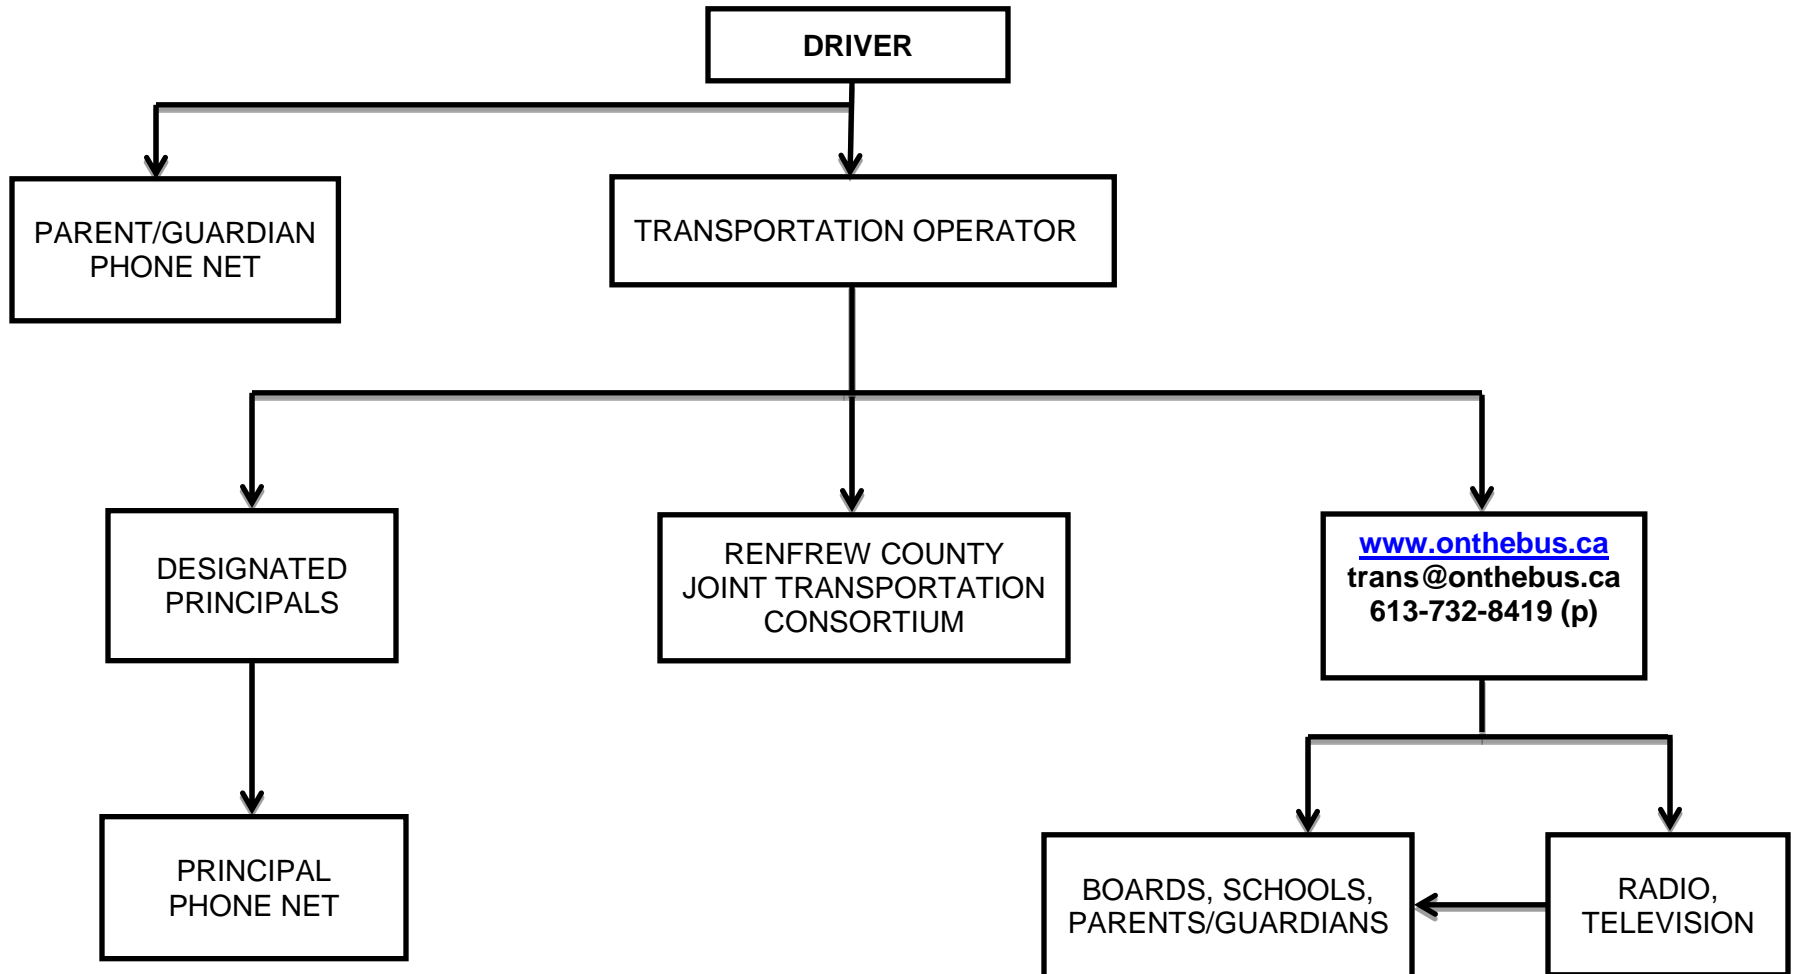 DRIVER
PARENT/GUARDIAN
PHONE NET
TRANSPORTATION OPERATOR
DESIGNATED
PRINCIPALS
RENFREW COUNTY
JOINT TRANSPORTATION
CONSORTIUM
www.onthebus.ca
trans@onthebus.ca
613-732-8419 (p)
PRINCIPAL
PHONE NET
BOARDS, SCHOOLS,
PARENTS/GUARDIANS
RADIO,
TELEVISION